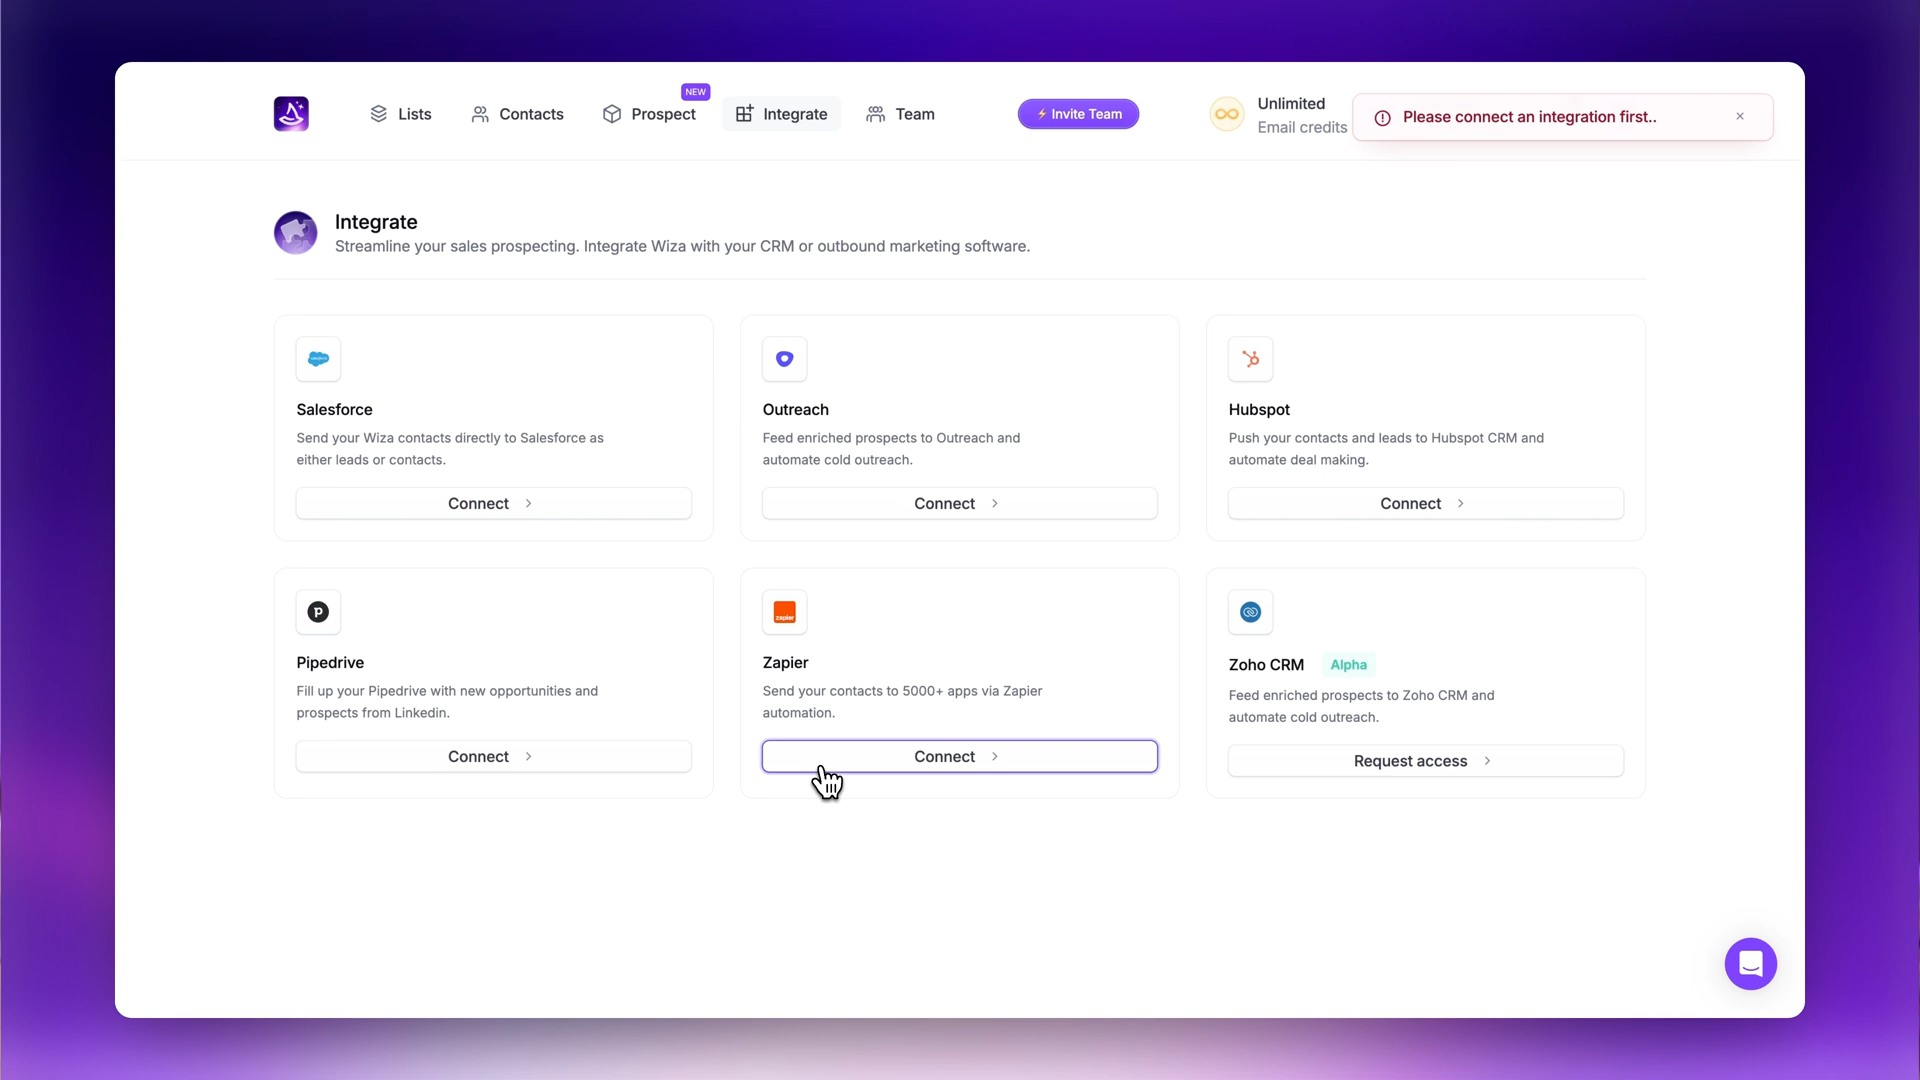 NEW
Lists
Contacts
Prospect
Integrate
Team
⚡ Invite Team
Unlimited
Email credits
Please connect an integration first..
Integrate
Streamline your sales prospecting. Integrate Wiza with your CRM or outbound marketing software.
Salesforce
Send your Wiza contacts directly to Salesforce as
either leads or contacts.
Connect
Outreach
Feed enriched prospects to Outreach and
automate cold outreach.
Connect
Hubspot
Push your contacts and leads to Hubspot CRM and
automate deal making.
Connect
Pipedrive
Fill up your Pipedrive with new opportunities and
prospects from Linkedin.
Connect
zapier
Zapier
Send your contacts to 5000+ apps via Zapier
automation.
Connect
Zoho CRM Alpha
Feed enriched prospects to Zoho CRM and
automate cold outreach.
Request access